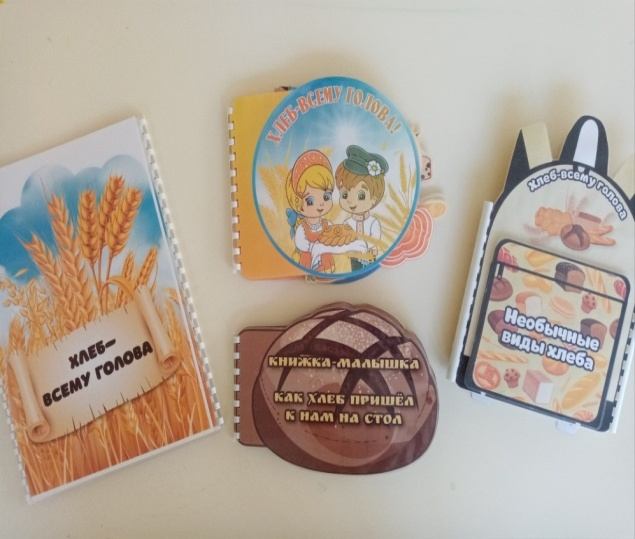 ХЛЕБ–
ВСЕМУ ГОЛОВА
ХЛЕБ-ВСЕМУ ГОЛОВА!
КНИЖКА-МАЛЫШКА
КАК ХЛЕБ ПРИШЁЛ
К НАМ НА СТОЛ
Хлеб-всему голова
Необычные
виды хлеба